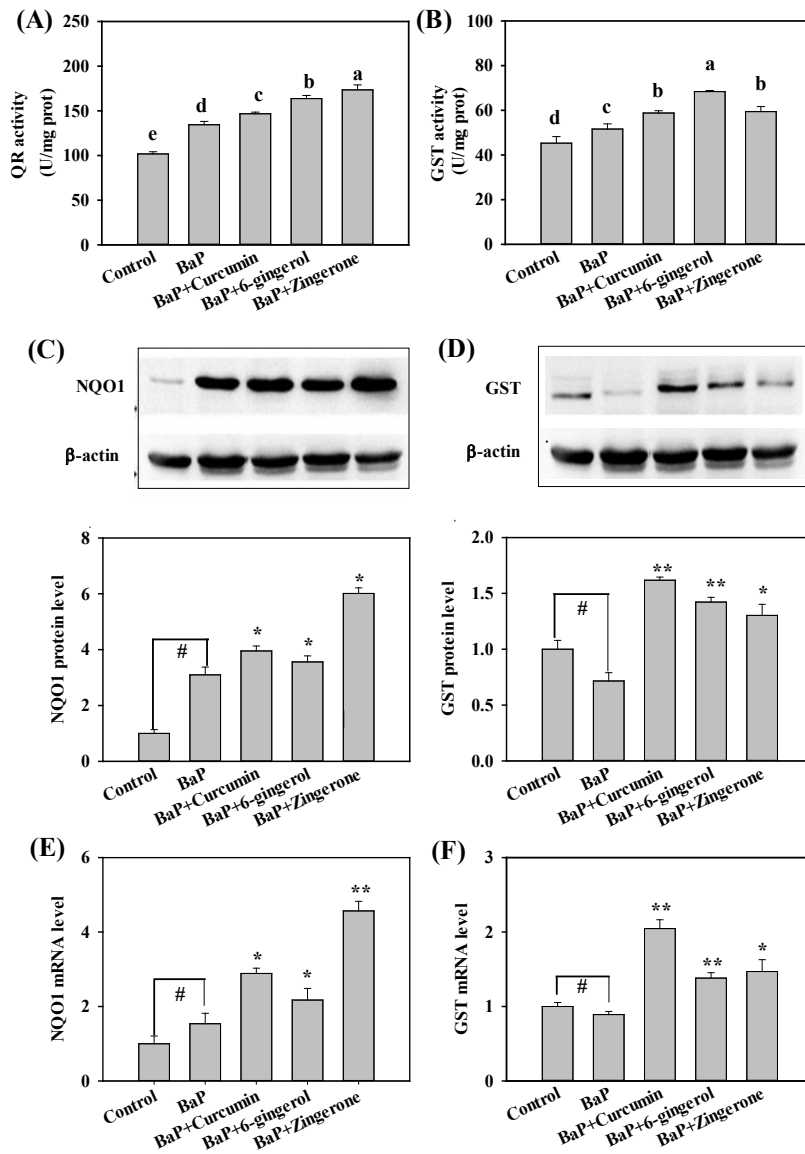 (A)
QR activity
(U/mg prot)
250
200
150
100
50
0
e
d
c
b
a
Control
BaP
BaP+Curcumin
BaP+6-gingerol
BaP+Zingerone
(B)
GST activity
(U/mg prot)
100
80
60
40
20
0
d
c
b
a
b
Control
BaP
BaP+Curcumin
BaP+6-gingerol
BaP+Zingerone
(C)
NQO1
β-actin
NQO1 protein level
8
6
4
2
0
#
*
*
*
Control
BaP
BaP+Curcumin
BaP+6-gingerol
BaP+Zingerone
(D)
GST
β-actin
GST protein level
2.0
1.5
1.0
0.5
0.0
#
**
**
*
Control
BaP
BaP+Curcumin
BaP+6-gingerol
BaP+Zingerone
(E)
NQO1 mRNA level
6
4
2
0
#
*
*
**
Control
BaP
BaP+Curcumin
BaP+6-gingerol
BaP+Zingerone
(F)
GST mRNA level
3
2
1
0
#
**
**
*
Control
BaP
BaP+Curcumin
BaP+6-gingerol
BaP+Zingerone